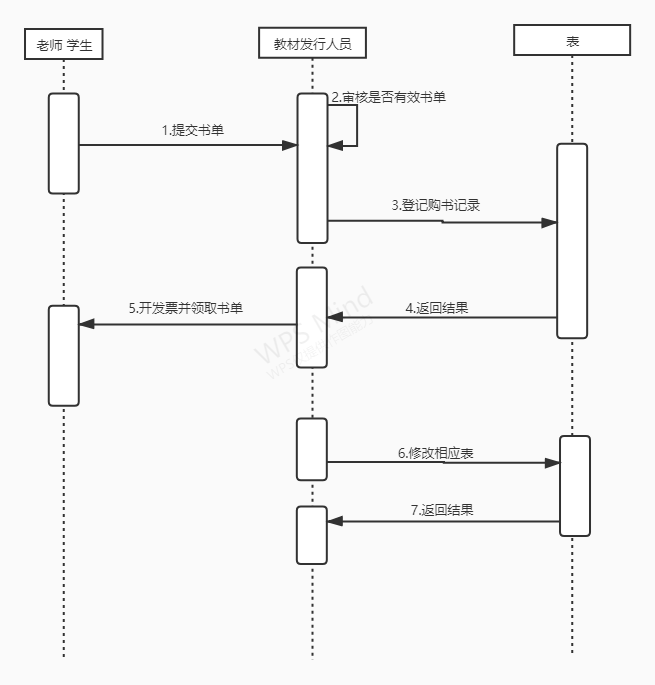 老师 学生
教材发行人员
表
2.审核是否有效书单
1.提交书单
3.登记购书记录
5.开发票并领取书单
4.返回结果
WPS Mind
6.修改相应表
7.返回结果